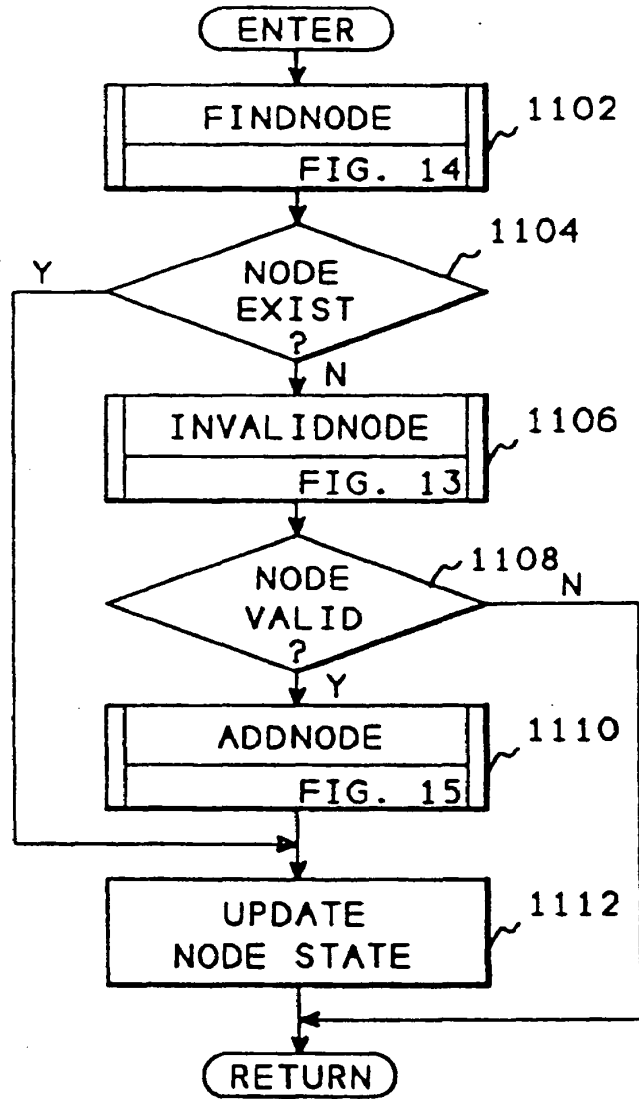 ENTER
FINDNODE
FIG. 14
1102
1104
Y
NODE
EXIST
?
N
INVALIDNODE
FIG. 13
1106
1108
NODE
VALID
?
N
Y
ADDNODE
FIG. 15
1110
UPDATE
NODE STATE
1112
RETURN